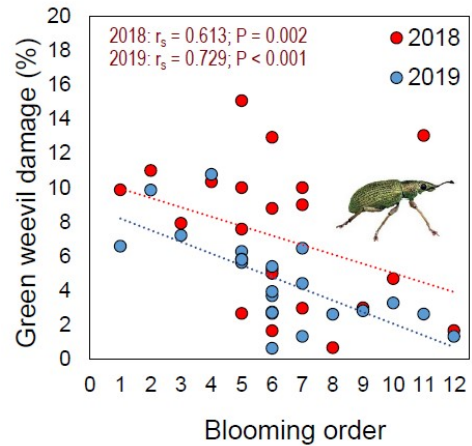 2018: rs = 0.613; P = 0.002
2019: rs = 0.729; P < 0.001
2018
2019
Green weevil damage (%)
20
18
16
14
12
10
8
6
4
2
0
0 1 2 3 4 5 6 7 8 9 10 11 12
Blooming order